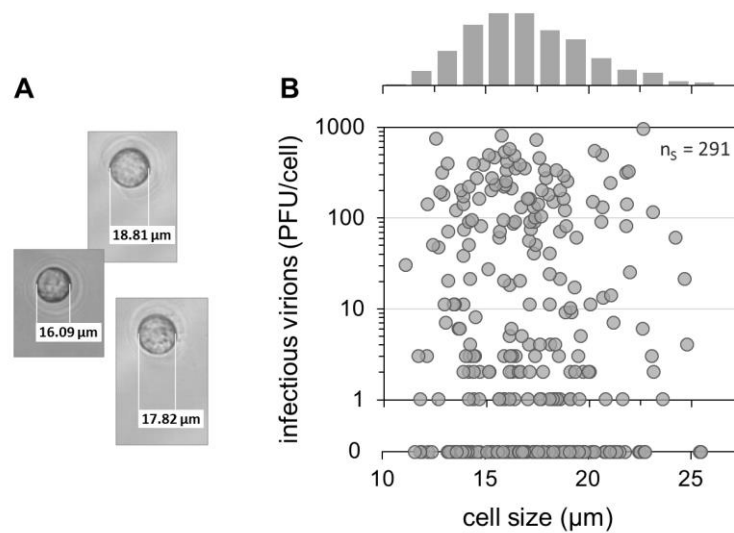 A
18.81 µm
16.09 µm
17.82 µm
B
n_S = 291
infectious virions (PFU/cell)
1000
100
10
1
0
10 15 20 25
cell size (µm)